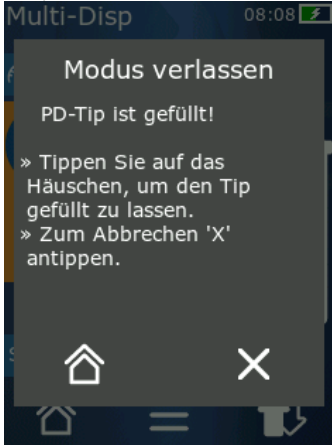 Multi-Disp 08:08
Modus verlassen
PD-Tip ist gefüllt!
» Tippen Sie auf das
Häuschen, um den Tip
gefüllt zu lassen.
» Zum Abbrechen 'X'
antippen.